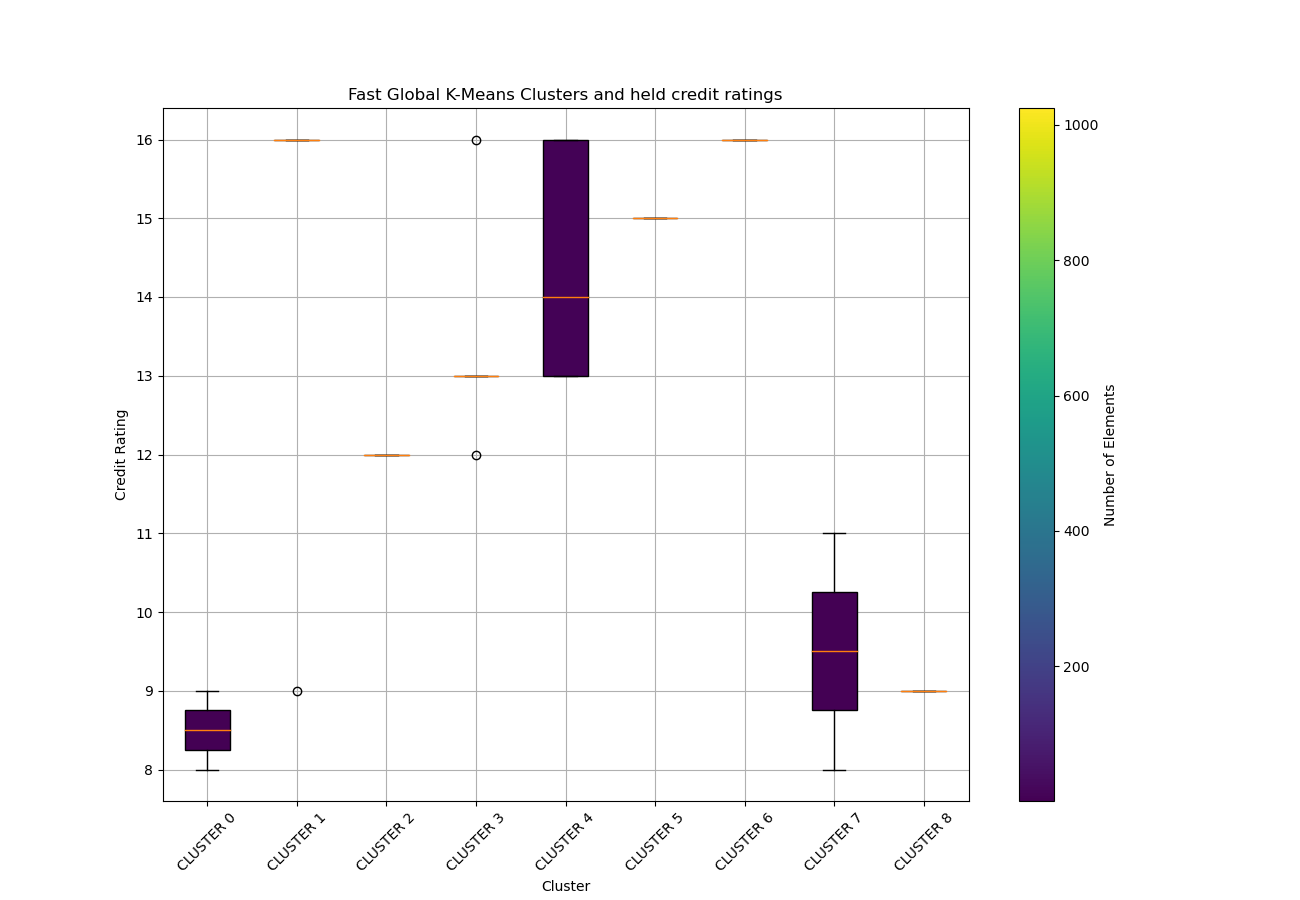 Fast Global K-Means Clusters and held credit ratings
16
15
14
13
12
11
10
9
8
Credit Rating
CLUSTER 0
CLUSTER 1
CLUSTER 2
CLUSTER 3
CLUSTER 4
CLUSTER 5
CLUSTER 6
CLUSTER 7
CLUSTER 8
Cluster
1000
800
600
400
200
Number of Elements